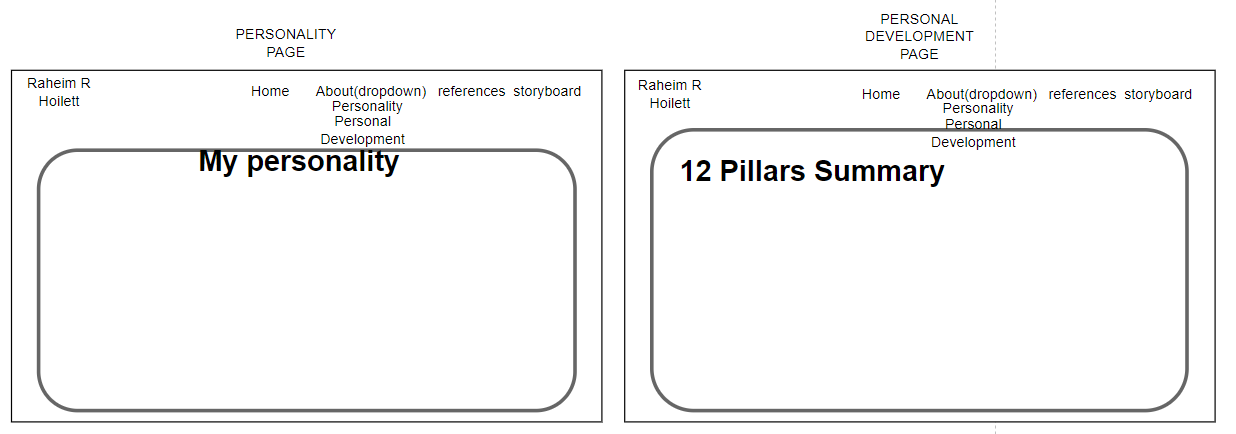 PERSONALITY
PAGE
Raheim R
Hoilett
Home About(dropdown) references storyboard
Personality
Personal
Development
My personality
PERSONAL
DEVELOPMENT
PAGE
Raheim R
Hoilett
Home About(dropdown) references storyboard
Personality
Personal
Development
12 Pillars Summary